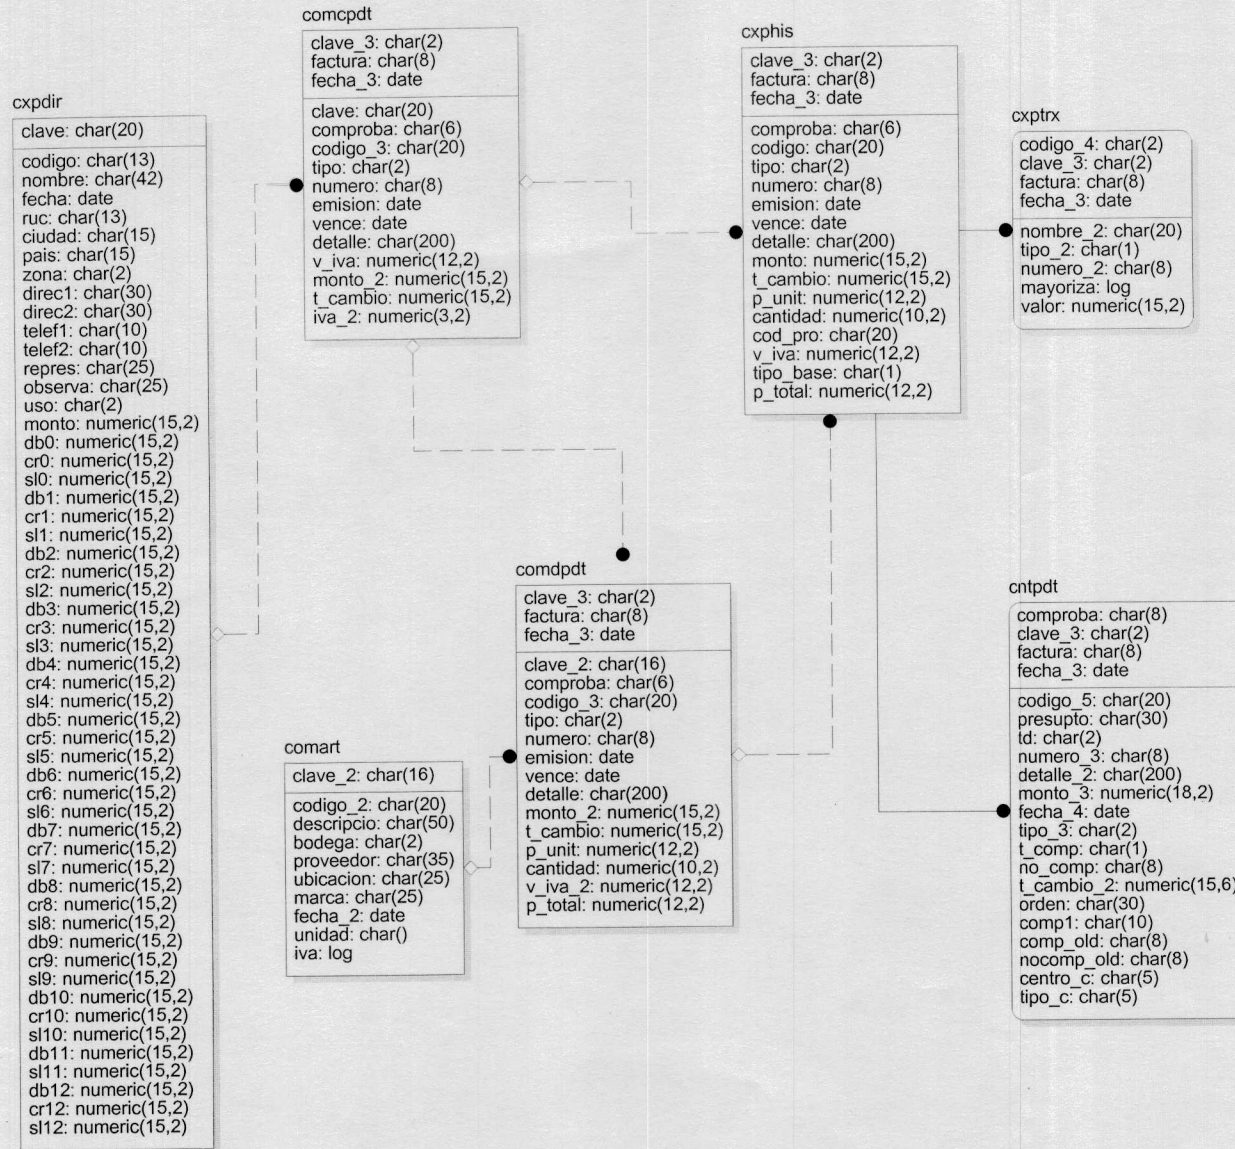 comcpdt
clave_3: char(2)
factura: char(8)
fecha_3: date
clave: char(20)
comproba: char(6)
codigo_3: char(20)
tipo: char(2)
numero: char(8)
emision: date
vence: date
detalle: char(200)
v_iva: numeric(12,2)
monto_2: numeric(15,2)
t_cambio: numeric(15,2)
iva_2: numeric(3,2)
cxphis
clave_3: char(2)
factura: char(8)
fecha_3: date
comproba: char(6)
codigo: char(20)
tipo: char(2)
numero: char(8)
emision: date
vence: date
detalle: char(200)
monto: numeric(15,2)
t_cambio: numeric(15,2)
p_unit: numeric(12,2)
cantidad: numeric(10,2)
cod_pro: char(20)
v_iva: numeric(12,2)
tipo_base: char(1)
p_total: numeric(12,2)
cxptrx
codigo_4: char(2)
clave_3: char(2)
factura: char(8)
fecha_3: date
nombre_2: char(20)
tipo_2: char(1)
numero_2: char(8)
mayoriza: log
valor: numeric(15,2)
cxpdir
clave: char(20)
codigo: char(13)
nombre: char(42)
fecha: date
ruc: char(13)
ciudad: char(15)
pais: char(15)
zona: char(2)
direc1: char(30)
direc2: char(30)
telef1: char(10)
telef2: char(10)
repres: char(25)
observa: char(25)
uso: char(2)
monto: numeric(15,2)
db0: numeric(15,2)
cr0: numeric(15,2)
sl0: numeric(15,2)
db1: numeric(15,2)
cr1: numeric(15,2)
sl1: numeric(15,2)
db2: numeric(15,2)
cr2: numeric(15,2)
sl2: numeric(15,2)
db3: numeric(15,2)
cr3: numeric(15,2)
sl3: numeric(15,2)
db4: numeric(15,2)
cr4: numeric(15,2)
sl4: numeric(15,2)
db5: numeric(15,2)
cr5: numeric(15,2)
sl5: numeric(15,2)
db6: numeric(15,2)
cr6: numeric(15,2)
sl6: numeric(15,2)
db7: numeric(15,2)
cr7: numeric(15,2)
sl7: numeric(15,2)
db8: numeric(15,2)
cr8: numeric(15,2)
sl8: numeric(15,2)
db9: numeric(15,2)
cr9: numeric(15,2)
sl9: numeric(15,2)
db10: numeric(15,2)
cr10: numeric(15,2)
sl10: numeric(15,2)
db11: numeric(15,2)
sl11: numeric(15,2)
db12: numeric(15,2)
cr12: numeric(15,2)
sl12: numeric(15,2)
comdpdt
clave_3: char(2)
factura: char(8)
fecha_3: date
clave_2: char(16)
comproba: char(6)
codigo_3: char(20)
tipo: char(2)
numero: char(8)
emision: date
vence: date
detalle: char(200)
monto_2: numeric(15,2)
t_cambio: numeric(15,2)
p_unit: numeric(12,2)
cantidad: numeric(10,2)
v_iva_2: numeric(12,2)
p_total: numeric(12,2)
comart
clave_2: char(16)
codigo_2: char(20)
descripcio: char(50)
bodega: char(2)
proveedor: char(35)
ubicacion: char(25)
marca: char(25)
fecha_2: date
unidad: char()
iva: log
cntpdt
comproba: char(8)
clave_3: char(2)
factura: char(8)
fecha_3: date
codigo_5: char(20)
presupto: char(30)
td: char(2)
numero_3: char(8)
detalle_2: char(200)
monto_3: numeric(18,2)
fecha_4: date
tipo_3: char(2)
t_comp: char(1)
no_comp: char(8)
t_cambio_2: numeric(15,6)
orden: char(30)
comp1: char(10)
comp_old: char(8)
nocomp_old: char(8)
centro_c: char(5)
tipo_c: char(5)